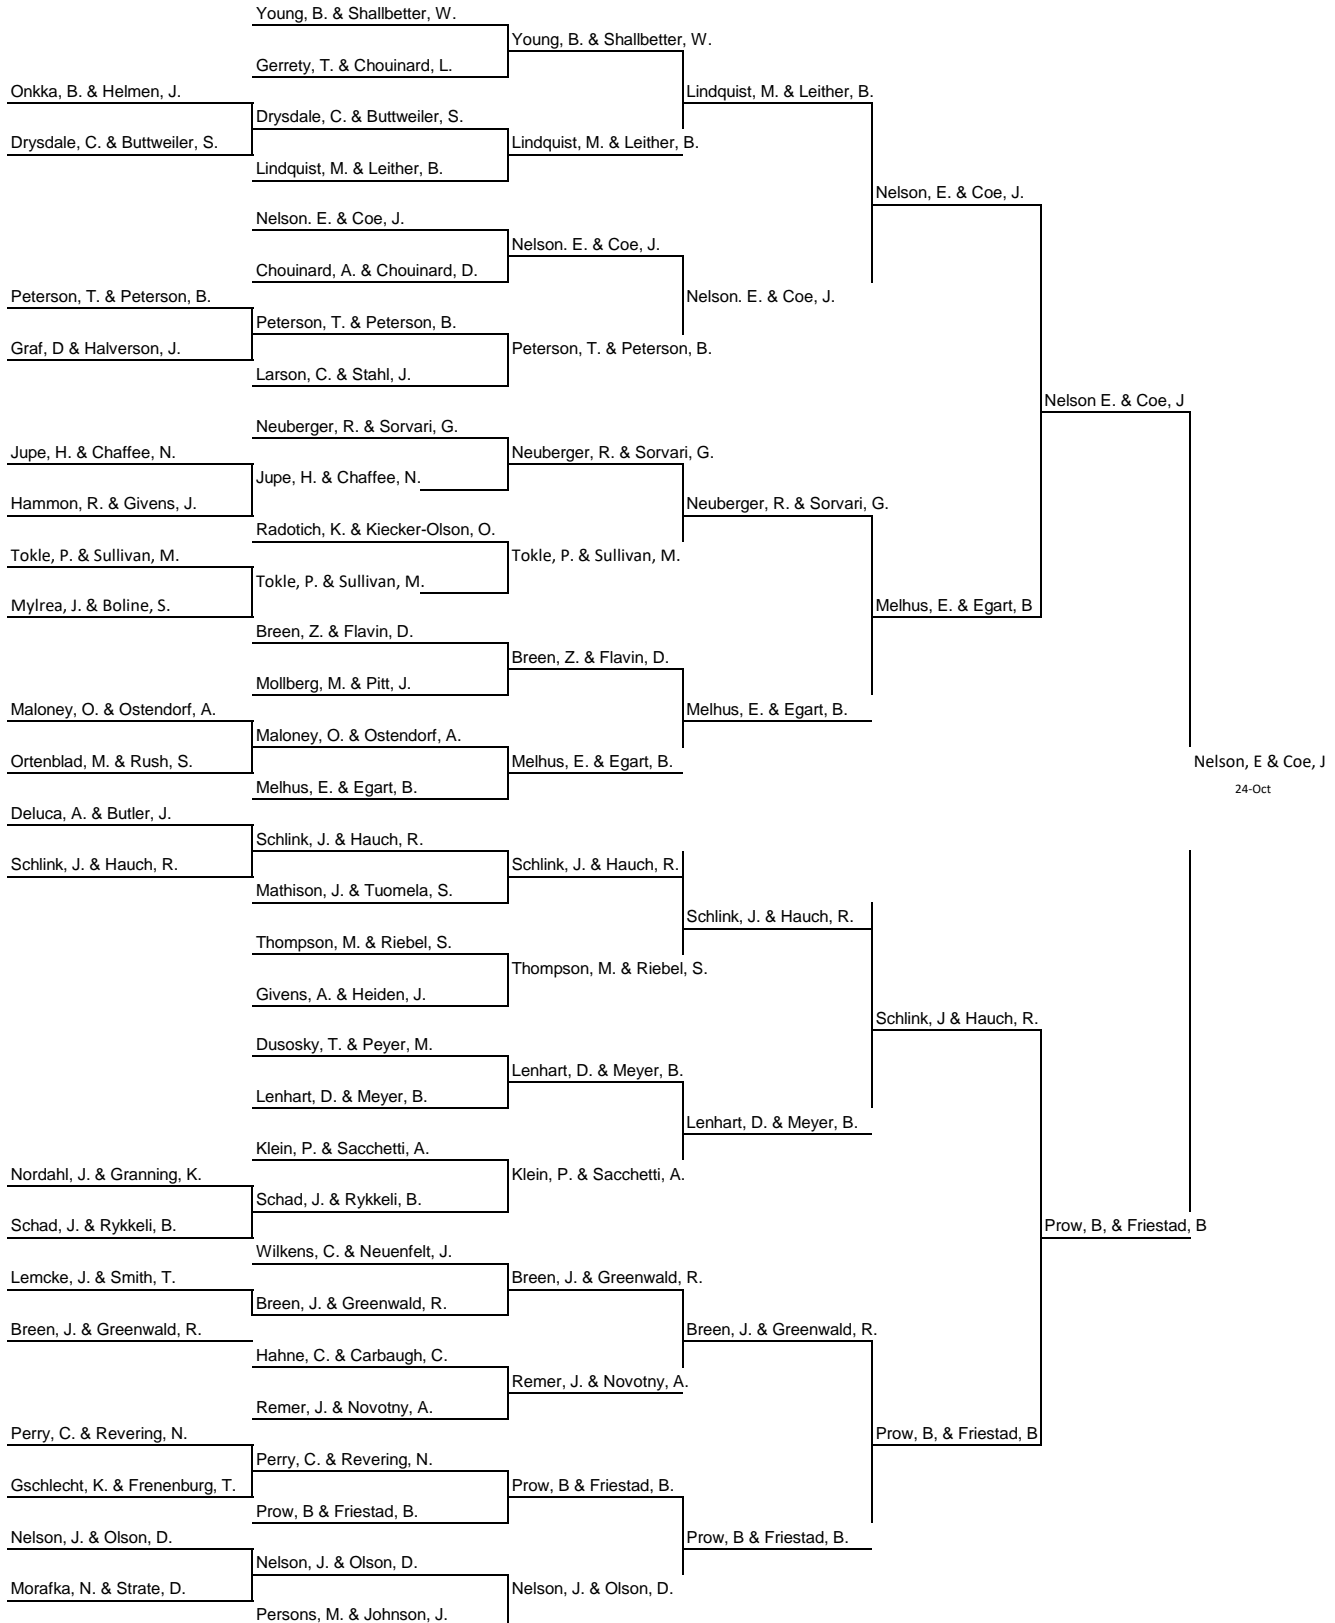 Young, B. & Shallbetter, W.
Young, B. & Shallbetter, W.
Gerrety, T. & Chouinard, L.
Onkka, B. & Helmen, J.
Lindquist, M. & Leither, B.
Drysdale, C. & Buttweiler, S.
Drysdale, C. & Buttweiler, S.
Lindquist, M. & Leither, B.
Lindquist, M. & Leither, B.
Nelson, E. & Coe, J.
Nelson. E. & Coe, J.
Nelson. E. & Coe, J.
Chouinard, A. & Chouinard, D.
Peterson, T. & Peterson, B.
Nelson. E. & Coe, J.
Peterson, T. & Peterson, B.
Graf, D & Halverson, J.
Peterson, T. & Peterson, B.
Larson, C. & Stahl, J.
Nelson E. & Coe, J
Neuberger, R. & Sorvari, G.
Jupe, H. & Chaffee, N.
Neuberger, R. & Sorvari, G.
Jupe, H. & Chaffee, N.
Hammon, R. & Givens, J.
Neuberger, R. & Sorvari, G.
Radotich, K. & Kiecker-Olson, O.
Tokle, P. & Sullivan, M.
Tokle, P. & Sullivan, M.
Tokle, P. & Sullivan, M.
Mylrea, J. & Boline, S.
Melhus, E. & Egart, B
Breen, Z. & Flavin, D.
Breen, Z. & Flavin, D.
Mollberg, M. & Pitt, J.
Maloney, O. & Ostendorf, A.
Melhus, E. & Egart, B.
Maloney, O. & Ostendorf, A.
Ortenblad, M. & Rush, S.
Melhus, E. & Egart, B.
Nelson, E & Coe, J
Melhus, E. & Egart, B.
24-Oct
Deluca, A. & Butler, J.
Schlink, J. & Hauch, R.
Schlink, J. & Hauch, R.
Schlink, J. & Hauch, R.
Mathison, J. & Tuomela, S.
Schlink, J. & Hauch, R.
Thompson, M. & Riebel, S.
Thompson, M. & Riebel, S.
Givens, A. & Heiden, J.
Schlink, J & Hauch, R.
Dusosky, T. & Peyer, M.
Lenhart, D. & Meyer, B.
Lenhart, D. & Meyer, B.
Lenhart, D. & Meyer, B.
Klein, P. & Sacchetti, A.
Nordahl, J. & Granning, K.
Klein, P. & Sacchetti, A.
Schad, J. & Rykkeli, B.
Schad, J. & Rykkeli, B.
Prow, B, & Friestad, B
Wilkens, C. & Neuenfelt, J.
Lemcke, J. & Smith, T.
Breen, J. & Greenwald, R.
Breen, J. & Greenwald, R.
Breen, J. & Greenwald, R.
Breen, J. & Greenwald, R.
Hahne, C. & Carbaugh, C.
Remer, J. & Novotny, A.
Remer, J. & Novotny, A.
Perry, C. & Revering, N.
Prow, B, & Friestad, B
Perry, C. & Revering, N.
Gschlecht, K. & Frenenburg, T.
Prow, B & Friestad, B.
Prow, B & Friestad, B.
Nelson, J. & Olson, D.
Prow, B & Friestad, B.
Nelson, J. & Olson, D.
Morafka, N. & Strate, D.
Nelson, J. & Olson, D.
Persons, M. & Johnson, J.